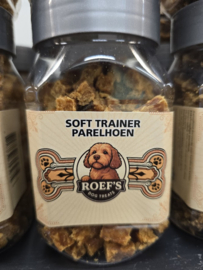 SOFT TRAINER
PARELHOEN
ROEF'S
DOG TREATS